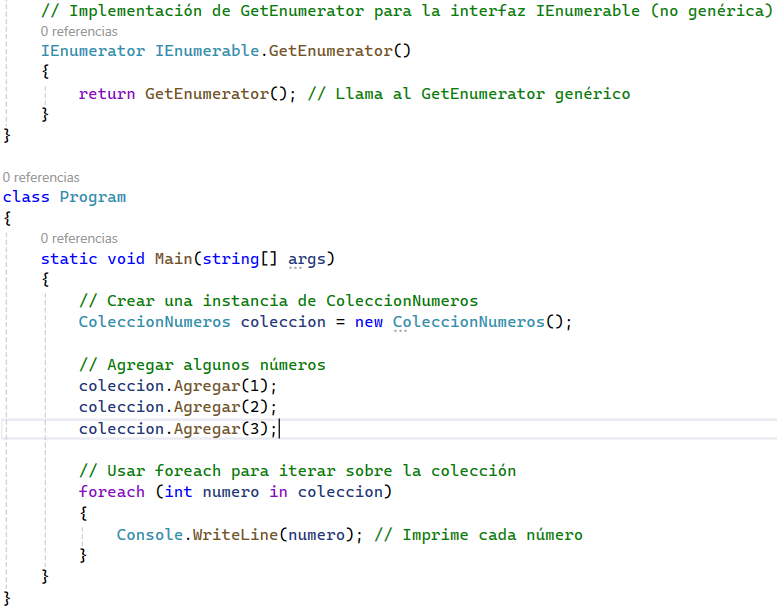 // Implementación de GetEnumerator para la interfaz IEnumerable (no genérica)
0 referencias
IEnumerator IEnumerable.GetEnumerator()
{
return GetEnumerator(); // Llama al GetEnumerator genérico
}
}
0 referencias
class Program
{
0 referencias
static void Main(string[] args)
{
// Crear una instancia de ColeccionNumeros
ColeccionNumeros coleccion = new ColeccionNumeros();
// Agregar algunos números
coleccion.Agregar(1);
coleccion.Agregar(2);
coleccion.Agregar(3);
// Usar foreach para iterar sobre la colección
foreach (int numero in coleccion)
{
Console.WriteLine(numero); // Imprime cada número
}
}
}